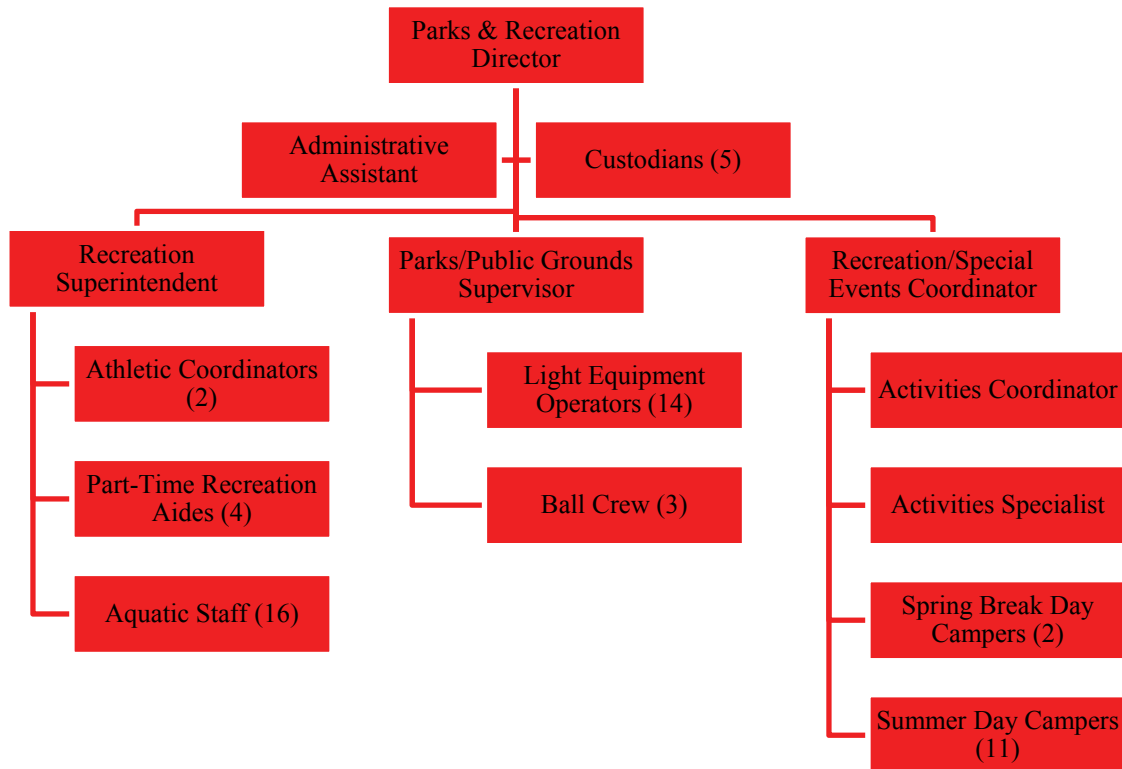 Parks & Recreation
Director
Administrative
Assistant
Custodians (5)
Recreation
Superintendent
Parks/Public Grounds
Supervisor
Recreation/Special
Events Coordinator
Athletic Coordinators
(2)
Part-Time Recreation
Aides (4)
Aquatic Staff (16)
Light Equipment
Operators (14)
Ball Crew (3)
Activities Coordinator
Activities Specialist
Spring Break Day
Campers (2)
Summer Day Campers
(11)